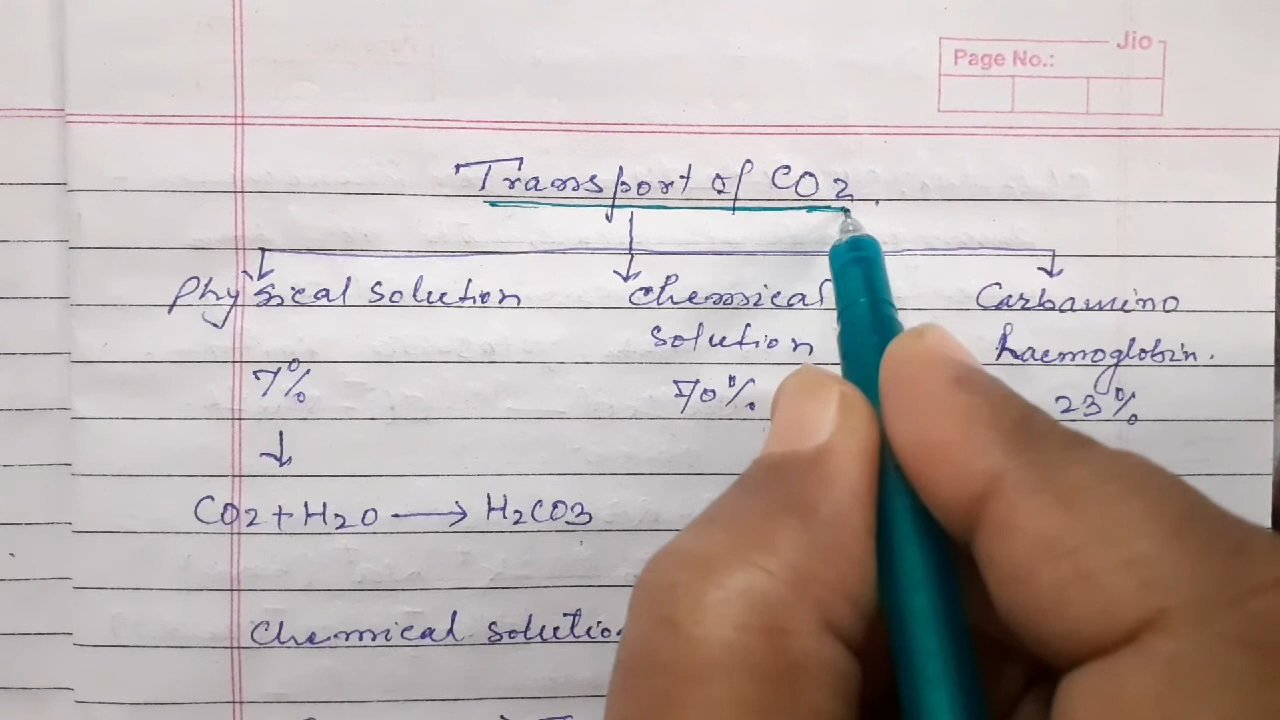 Jio
Page No.:
Transport of CO2.
Physical solution
Chemical
solution
Carbamino
haemoglobin.
7%
70%
23%
CO2+H2O → H2CO3
Chemical